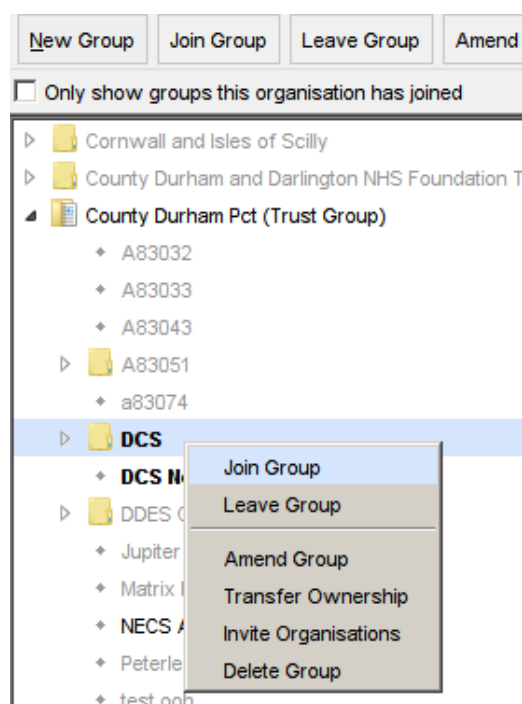 New Group Join Group Leave Group Amend
Only show groups this organisation has joined
Cornwall and Isles of Scilly
County Durham and Darlington NHS Foundation
County Durham Pct (Trust Group)
A83032
A83033
A83043
A83051
a83074
DCS
Join Group
DCS
Leave Group
DDES
Jupiter
Amend Group
Matrix
Transfer Ownership
NECS
Invite Organisations
Peterle
Delete Group
test ooh